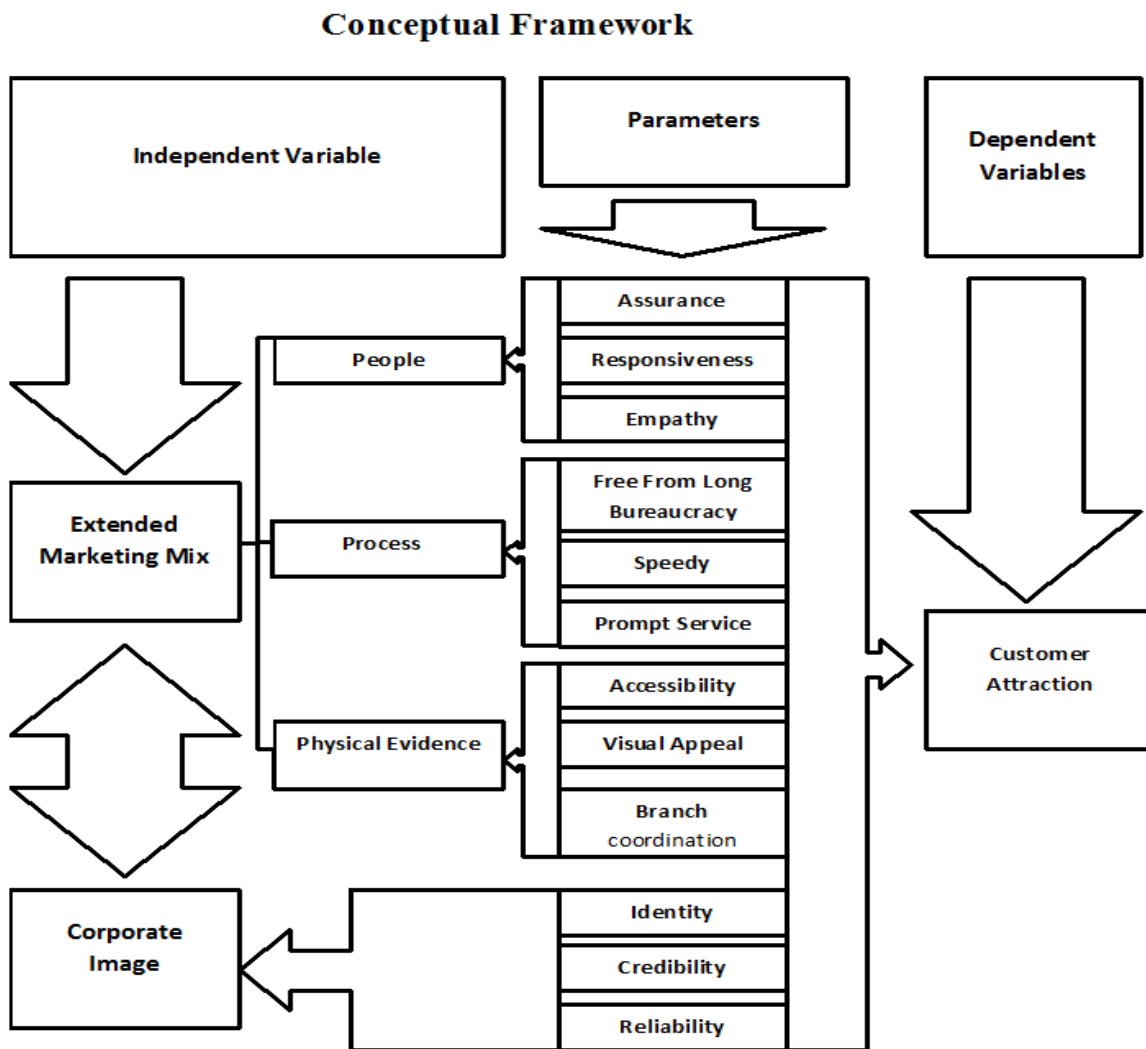 Conceptual Framework
Independent Variable
Parameters
Dependent
Variables
Assurance
People
Responsiveness
Empathy
Extended
Marketing Mix
Process
Free From Long
Bureaucracy
Speedy
Prompt Service
Customer
Attraction
Physical Evidence
Accessibility
Visual Appeal
Branch
coordination
Corporate
Image
Identity
Credibility
Reliability